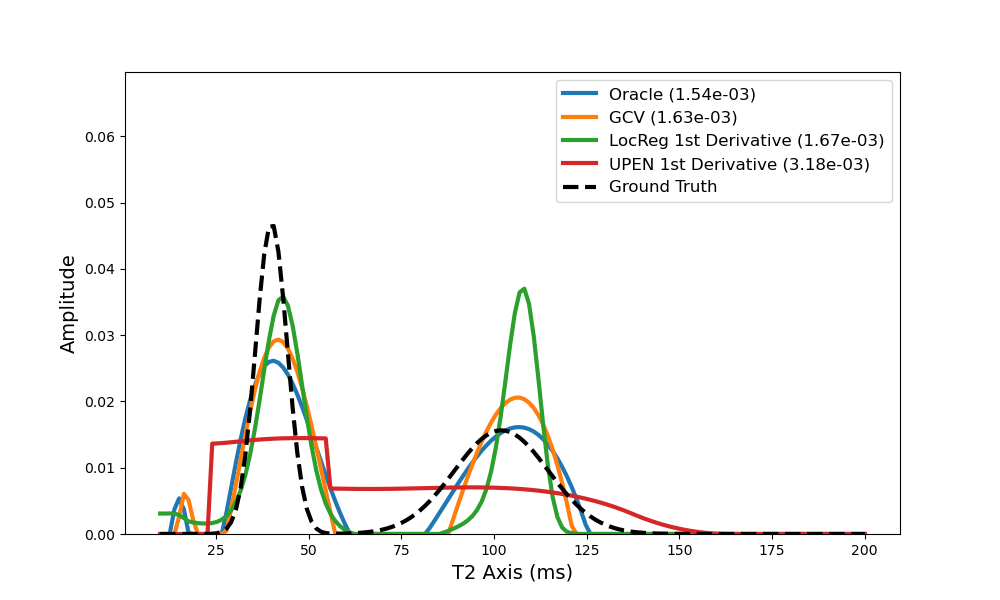 Oracle (1.54e-03)
GCV (1.63e-03)
LocReg 1st Derivative (1.67e-03)
UPEN 1st Derivative (3.18e-03)
Ground Truth
0.06
0.05
0.04
0.03
0.02
0.01
0.00
Amplitude
25 50 75 100 125 150 175 200
T2 Axis (ms)